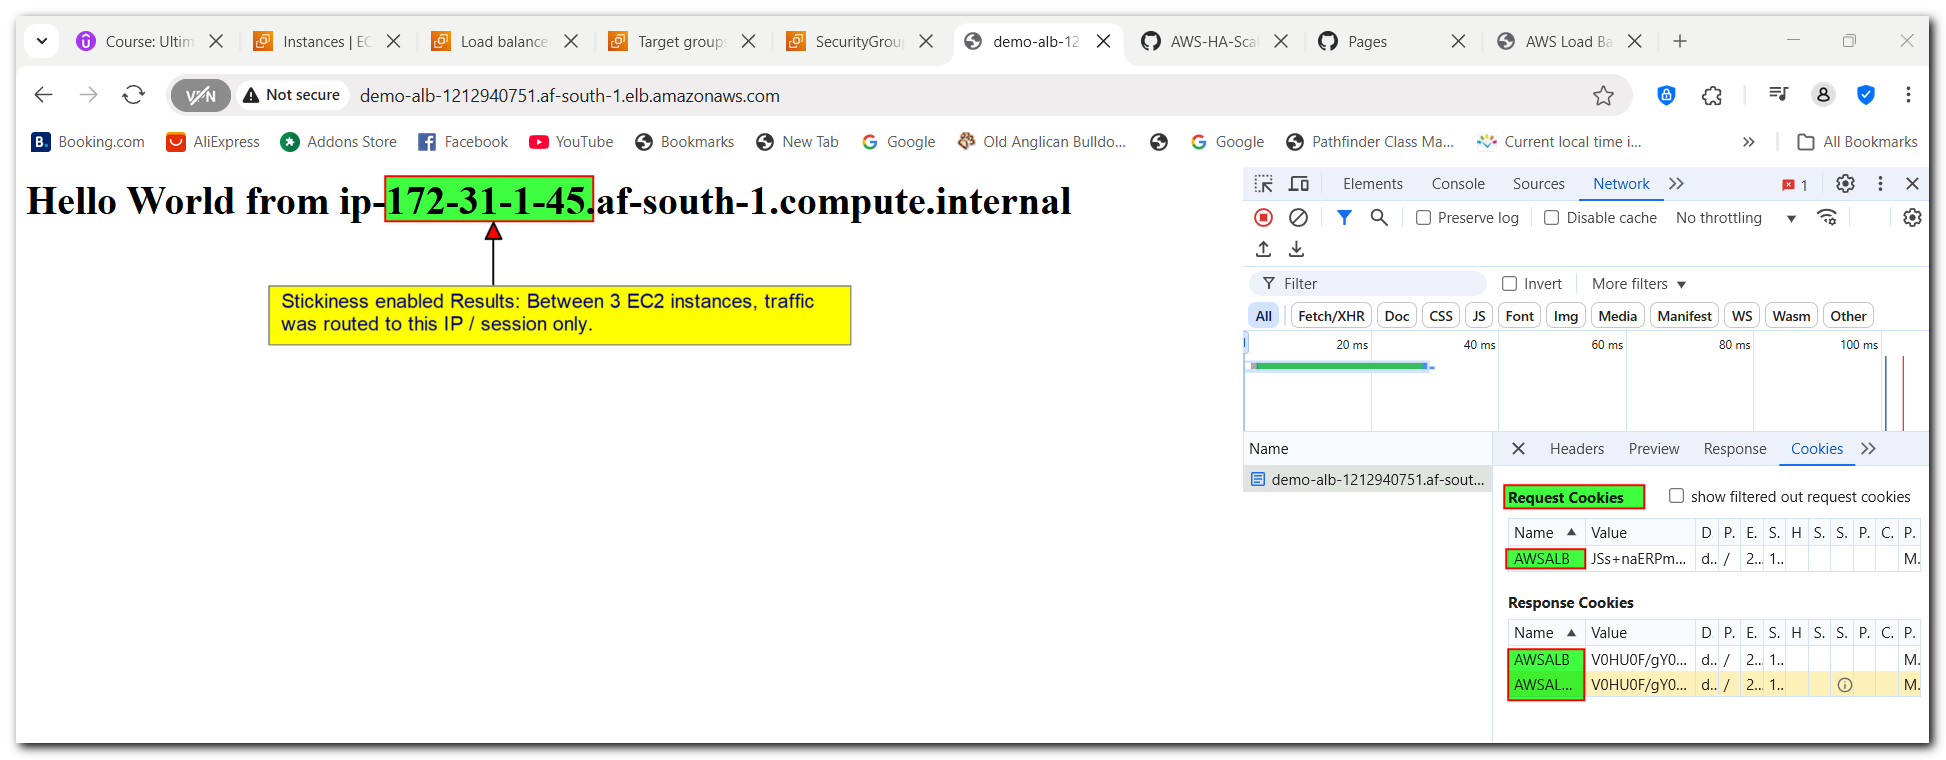 Course: Ultim
Instances | EC
Load balance
Target groups
SecurityGrou
demo-alb-12
AWS-HA-Scal
Pages
AWS Load Ba
VPN
Not secure
demo-alb-1212940751.af-south-1.elb.amazonaws.com
B.
Booking.com
AliExpress
Addons Store
Facebook
YouTube
Bookmarks
New Tab
Google
Old Anglican Bulldo...
Google
Pathfinder Class Ma...
Current local time i...
All Bookmarks
Hello World from ip-172-31-1-45.af-south-1.compute.internal
Stickiness enabled Results: Between 3 EC2 instances, traffic
was routed to this IP / session only.
Elements
Console
Sources
Network
1
Preserve log
Disable cache
No throttling
Filter
Invert
More filters
All
Fetch/XHR
Doc
CSS
JS
Font
Img
Media
Manifest
WS
Wasm
Other
20 ms
40 ms
60 ms
80 ms
100 ms
Name
demo-alb-1212940751.af-sout...
Headers
Preview
Response
Cookies
Request Cookies
show filtered out request cookies
Name Value D P. E. S. H S. S. P. C. P.
AWSALB JSs+naERPm... d.. / 2... 1.. M.
Response Cookies
Name Value D P. E. S. H S. S. P. C. P.
AWSALB V0HU0F/gY0... d.. / 2... 1.. M.
AWSAL... V0HU0F/gY0... d.. / 2... 1.. M.